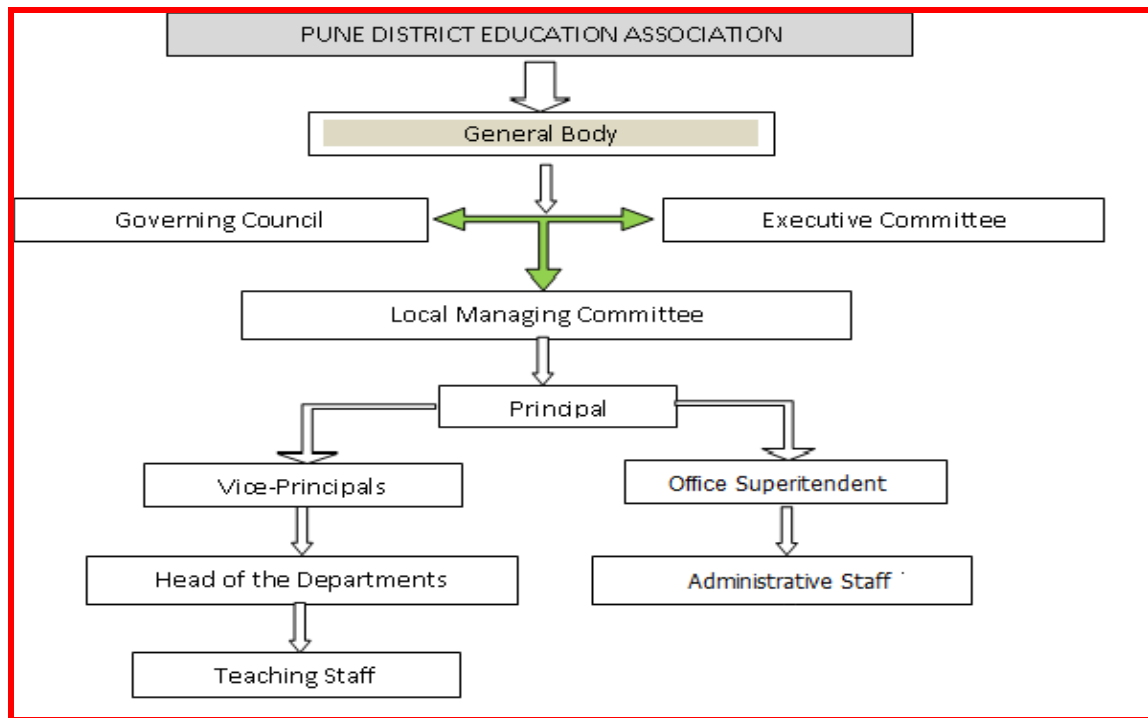 PUNE DISTRICT EDUCATION ASSOCIATION
General Body
Governing Council
Executive Committee
Local Managing Committee
Principal
Vice-Principals
Office Superitendent
Head of the Departments
Administrative Staff
Teaching Staff